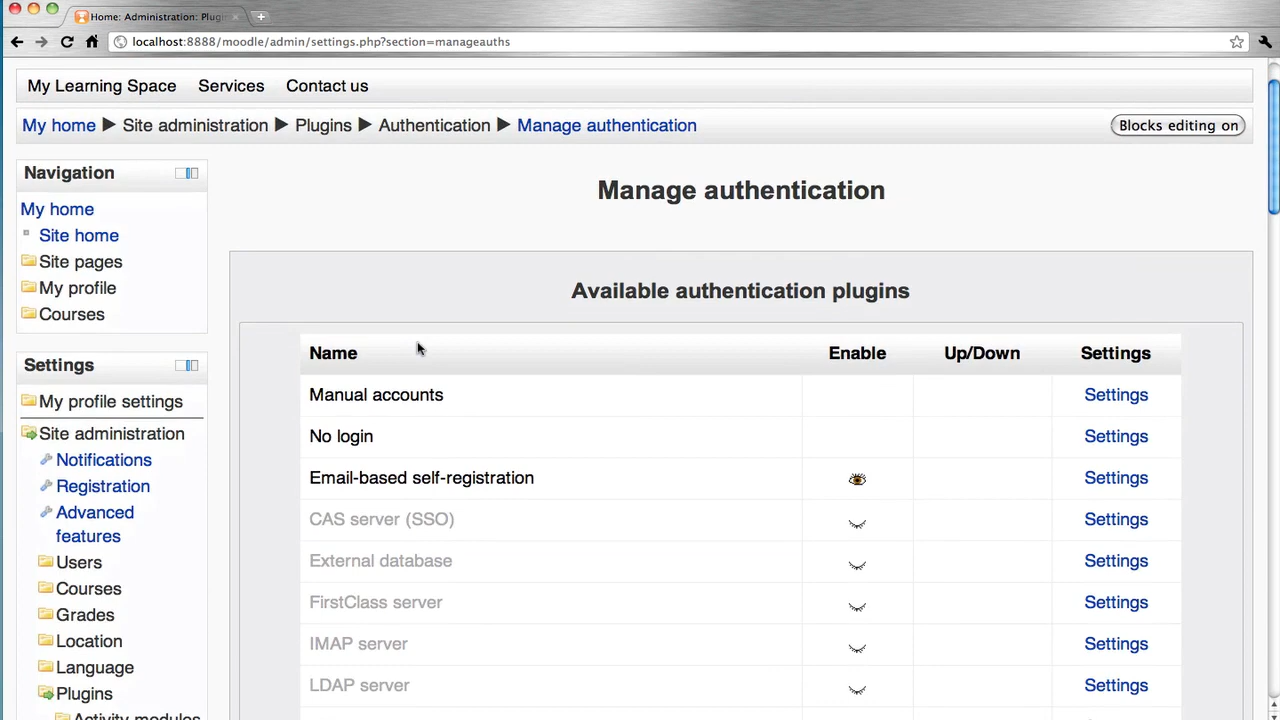 Home: Administration: Plug
localhost:8888/moodle/admin/settings.php?section=manageauths
My Learning Space Services Contact us
My home ▶ Site administration ▶ Plugins ▶ Authentication ▶ Manage authentication
Blocks editing on
Navigation
My home
Site home
Site pages
My profile
Courses
Settings
My profile settings
Site administration
Notifications
Registration
Advanced
features
Users
Courses
Grades
Location
Language
Plugins
Activity modules
Manage authentication
Available authentication plugins
Name Enable Up/Down Settings
Manual accounts Settings
No login Settings
Email-based self-registration Settings
CAS server (SSO) Settings
External database Settings
FirstClass server Settings
IMAP server Settings
LDAP server Settings